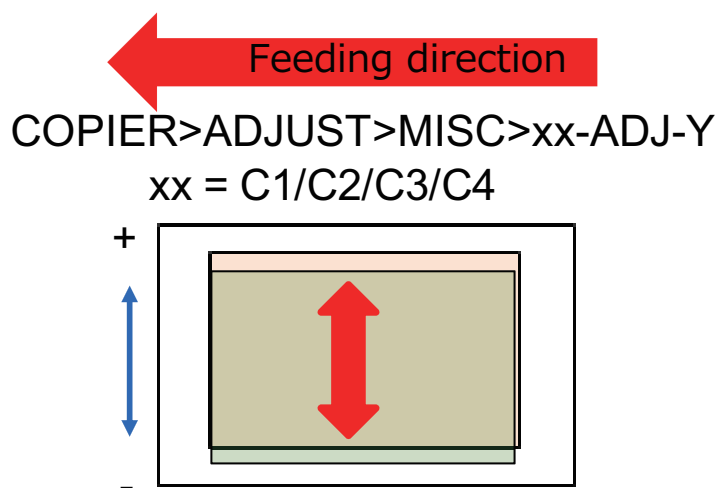 Feeding direction
COPIER>ADJUST>MISC>xx-ADJ-Y
xx = C1/C2/C3/C4
+
-